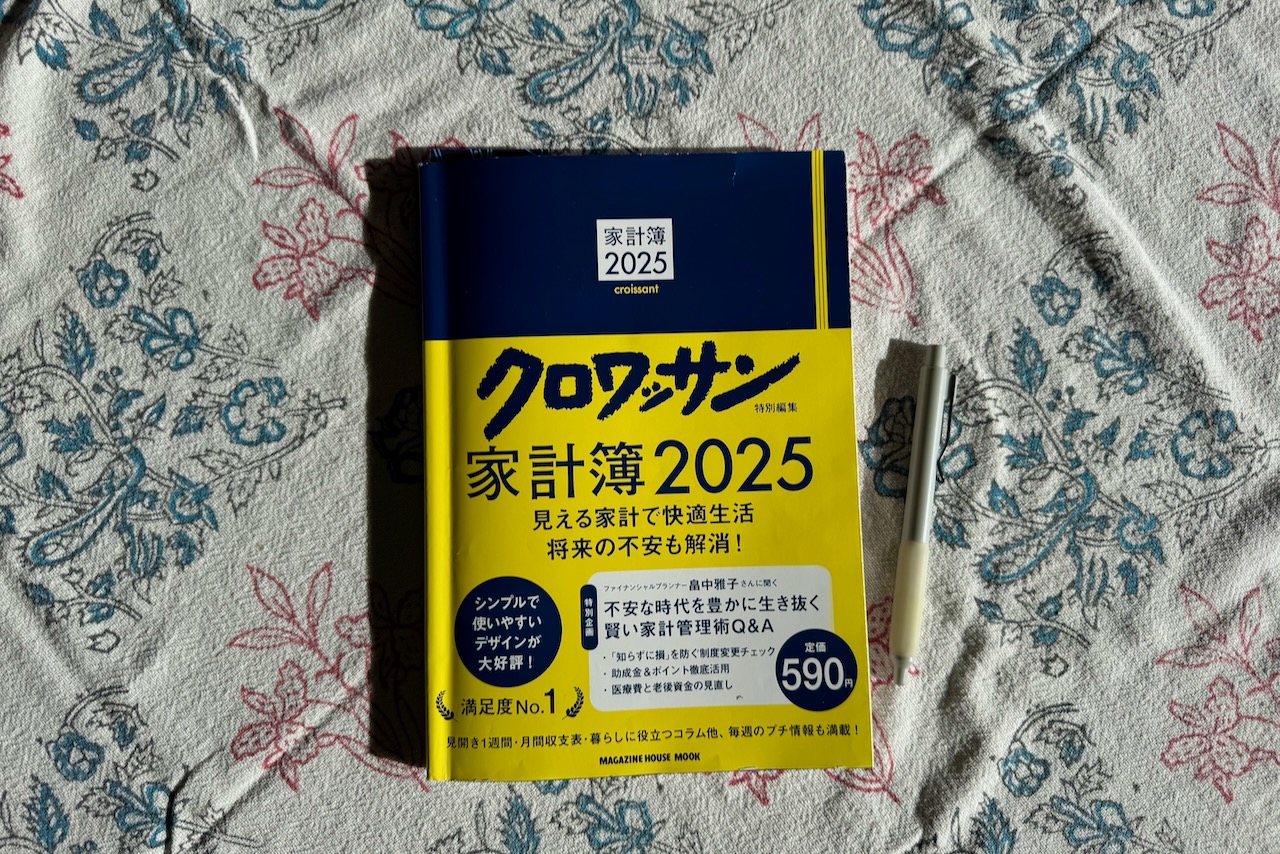 家計簿
2025
croissant
クロワッサン
特別編集
家計簿2025
見える家計で快適生活
将来の不安も解消！
シンプルで
使いやすい
デザインが
大好評！
満足度No.1
特別企画
ファイナンシャルプランナー 畠中雅子さんに聞く
不安な時代を豊かに生き抜く
賢い家計管理術Q&A
・「知らずに損」を防ぐ制度変更チェック
・助成金＆ポイント徹底活用
・医療費と老後資金の見直し
定価
590円
見開き1週間・月間収支表・暮らしに役立つコラム他、毎週のプチ情報も満載！
MAGAZINE HOUSE MOOK